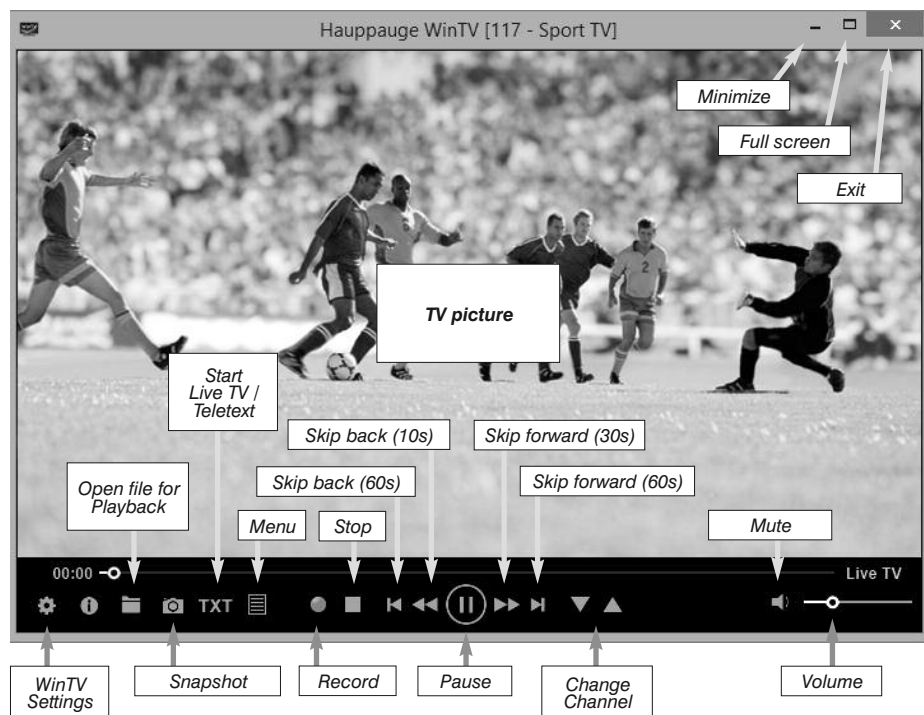 Hauppauge WinTV [117 - Sport TV]
Minimize
Full screen
Exit
2
TV picture
Start
Live TV /
Teletext
Skip back (10s)
Skip forward (30s)
Open file for
Playback
Skip back (60s)
Skip forward (60s)
Menu
Stop
Mute
00:00
Live TV
TXT
WinTV
Settings
Snapshot
Record
Pause
Change
Channel
Volume